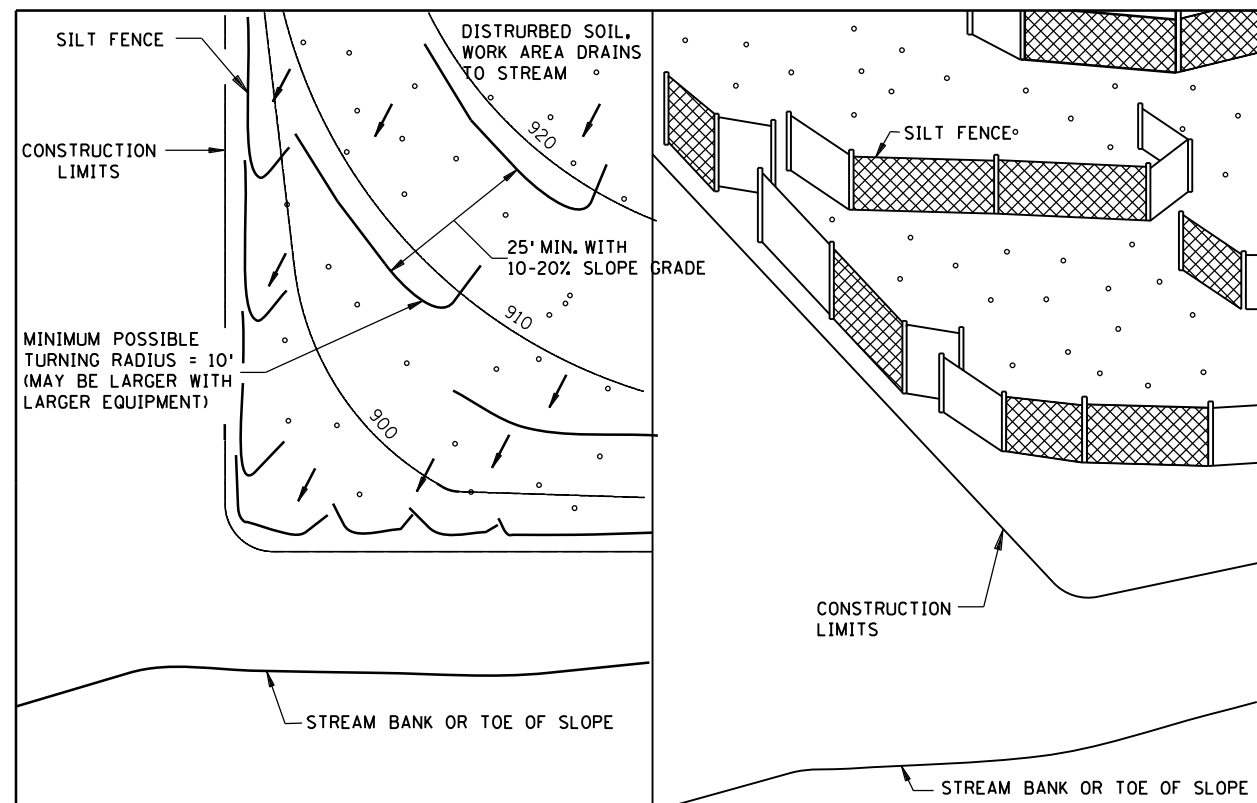 SILT FENCE
DISTRURBED SOIL,
WORK AREA DRAINS
TO STREAM
CONSTRUCTION
LIMITS
920
25' MIN. WITH
10-20% SLOPE GRADE
910
MINIMUM POSSIBLE
TURNING RADIUS = 10'
(MAY BE LARGER WITH
LARGER EQUIPMENT)
900
STREAM BANK OR TOE OF SLOPE
SILT FENCE
CONSTRUCTION
LIMITS
STREAM BANK OR TOE OF SLOPE